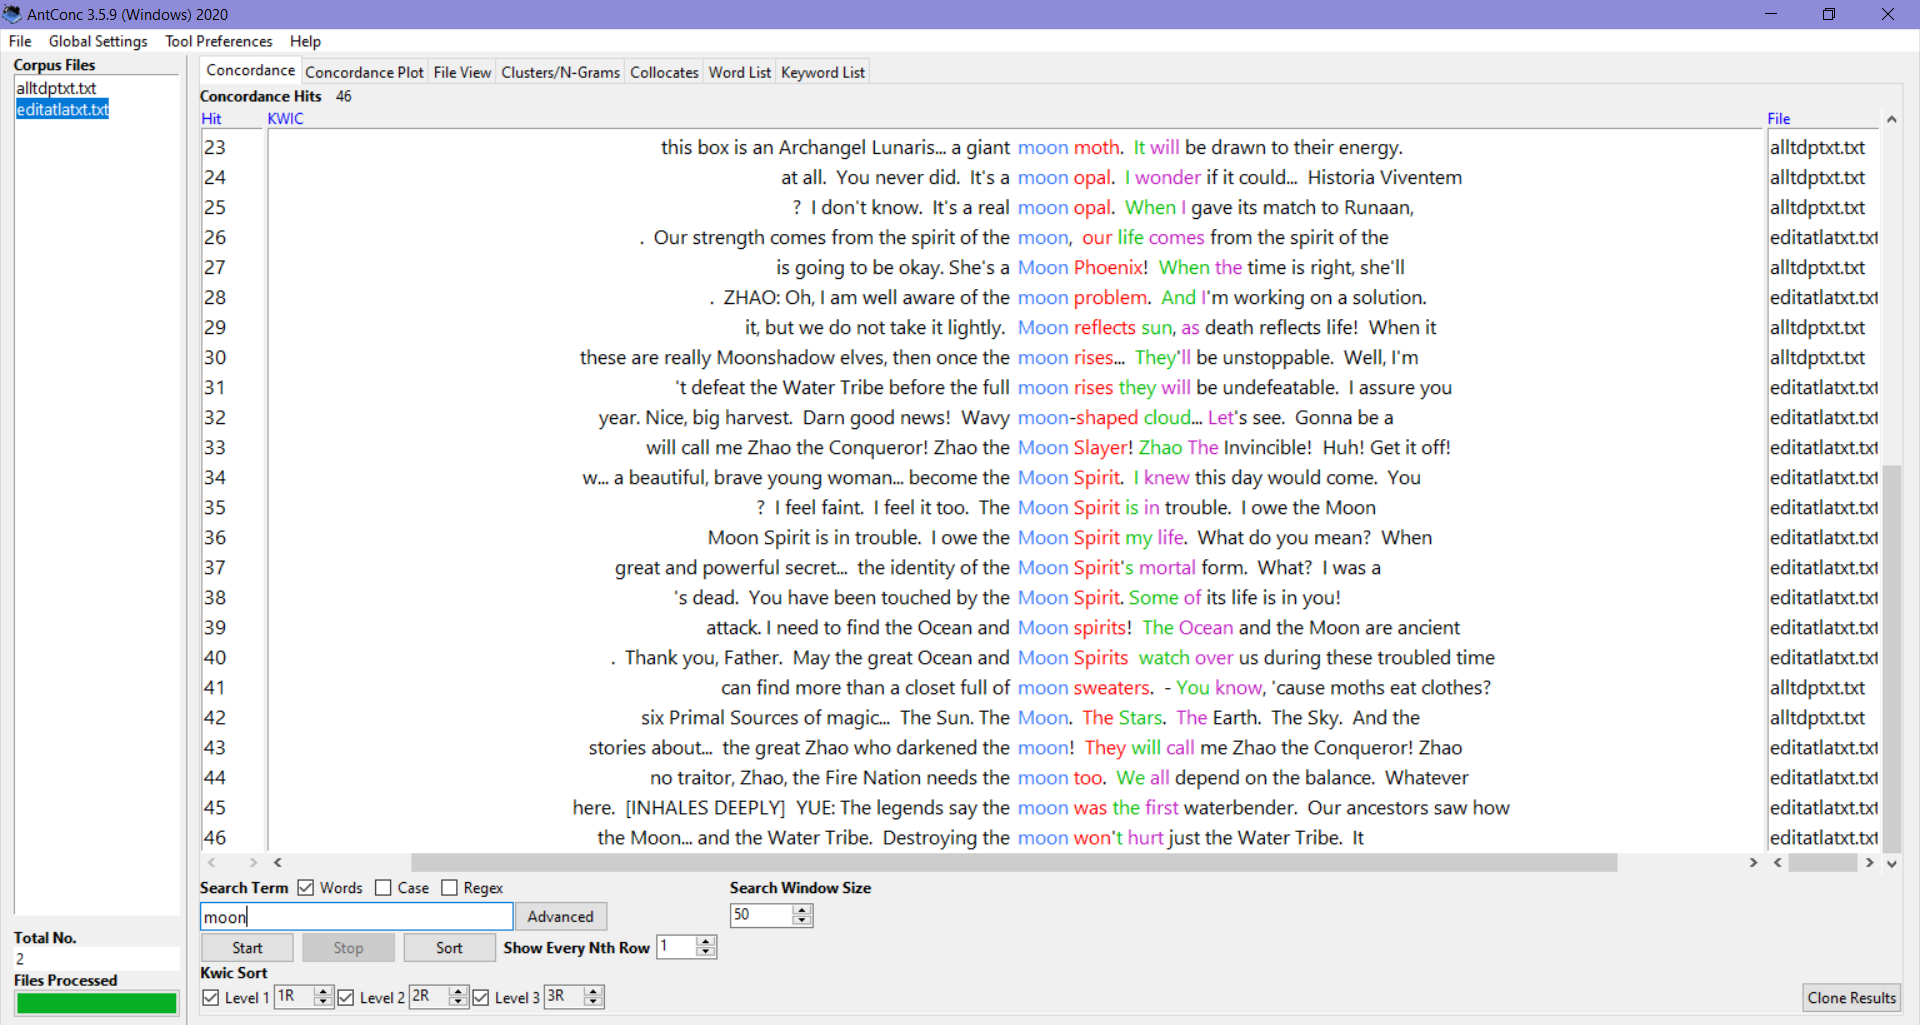 AntConc 3.5.9 (Windows) 2020
File Global Settings Tool Preferences Help
Corpus Files
alltdptxt.txt
editatlatxt.txt
Concordance Concordance Plot File View Clusters/N-Grams Collocates Word List Keyword List
Concordance Hits 46
Hit KWIC File
23 this box is an Archangel Lunaris... a giant moon moth. It will be drawn to their energy. alltdptxt.txt
24 at all. You never did. It's a moon opal. I wonder if it could... Historia Viventem alltdptxt.txt
25 ? I don't know. It's a real moon opal. When I gave its match to Runaan, alltdptxt.txt
26 . Our strength comes from the spirit of the moon, our life comes from the spirit of the editatlatxt.txt
27 is going to be okay. She's a Moon Phoenix! When the time is right, she'll alltdptxt.txt
28 . ZHAO: Oh, I am well aware of the moon problem. And I'm working on a solution. editatlatxt.txt
29 it, but we do not take it lightly. Moon reflects sun, as death reflects life! When it alltdptxt.txt
30 these are really Moonshadow elves, then once the moon rises... They'll be unstoppable. Well, I'm alltdptxt.txt
31 't defeat the Water Tribe before the full moon rises they will be undefeatable. I assure you editatlatxt.txt
32 year. Nice, big harvest. Darn good news! Wavy moon-shaped cloud... Let's see. Gonna be a editatlatxt.txt
33 will call me Zhao the Conqueror! Zhao the Moon Slayer! Zhao The Invincible! Huh! Get it off! editatlatxt.txt
34 w... a beautiful, brave young woman... become the Moon Spirit. I knew this day would come. You editatlatxt.txt
35 ? I feel faint. I feel it too. The Moon Spirit is in trouble. I owe the Moon editatlatxt.txt
36 Moon Spirit is in trouble. I owe the Moon Spirit my life. What do you mean? When editatlatxt.txt
37 great and powerful secret... the identity of the Moon Spirit's mortal form. What? I was a editatlatxt.txt
38 's dead. You have been touched by the Moon Spirit. Some of its life is in you! editatlatxt.txt
39 attack. I need to find the Ocean and Moon spirits! The Ocean and the Moon are ancient editatlatxt.txt
40 . Thank you, Father. May the great Ocean and Moon Spirits watch over us during these troubled time editatlatxt.txt
41 can find more than a closet full of moon sweaters. - You know, 'cause moths eat clothes? alltdptxt.txt
42 six Primal Sources of magic... The Sun. The Moon. The Stars. The Earth. The Sky. And the alltdptxt.txt
43 stories about... the great Zhao who darkened the moon! They will call me Zhao the Conqueror! Zhao editatlatxt.txt
44 no traitor, Zhao, the Fire Nation needs the moon too. We all depend on the balance. Whatever editatlatxt.txt
45 here. [INHALES DEEPLY] YUE: The legends say the moon was the first waterbender. Our ancestors saw how editatlatxt.txt
46 the Moon... and the Water Tribe. Destroying the moon won't hurt just the Water Tribe. It editatlatxt.txt
Search Term Words Case Regex Search Window Size
moon Advanced 50
Start Stop Sort Show Every Nth Row 1
Kwic Sort
Level 1 1R Level 2 2R Level 3 3R Clone Results
Total No.
2
Files Processed